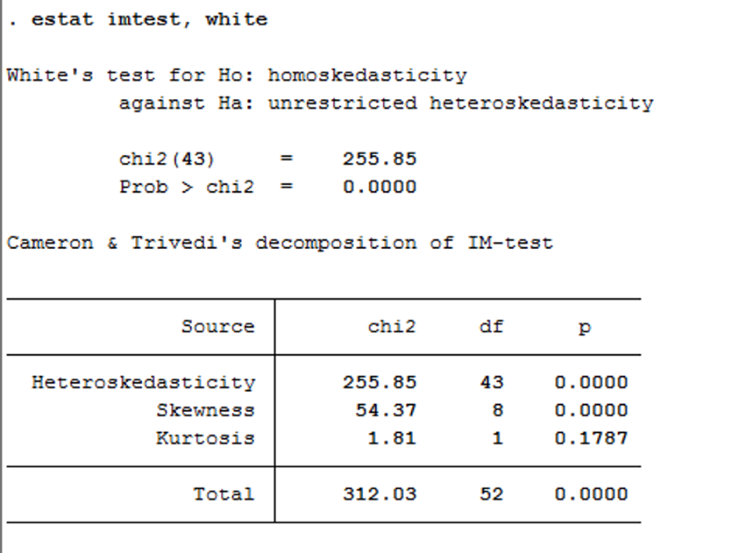 . estat imtest, white
White's test for Ho: homoskedasticity
against Ha: unrestricted heteroskedasticity
chi2(43) = 255.85
Prob > chi2 = 0.0000
Cameron & Trivedi's decomposition of IM-test
Source chi2 df p
Heteroskedasticity 255.85 43 0.0000
Skewness 54.37 8 0.0000
Kurtosis 1.81 1 0.1787
Total 312.03 52 0.0000